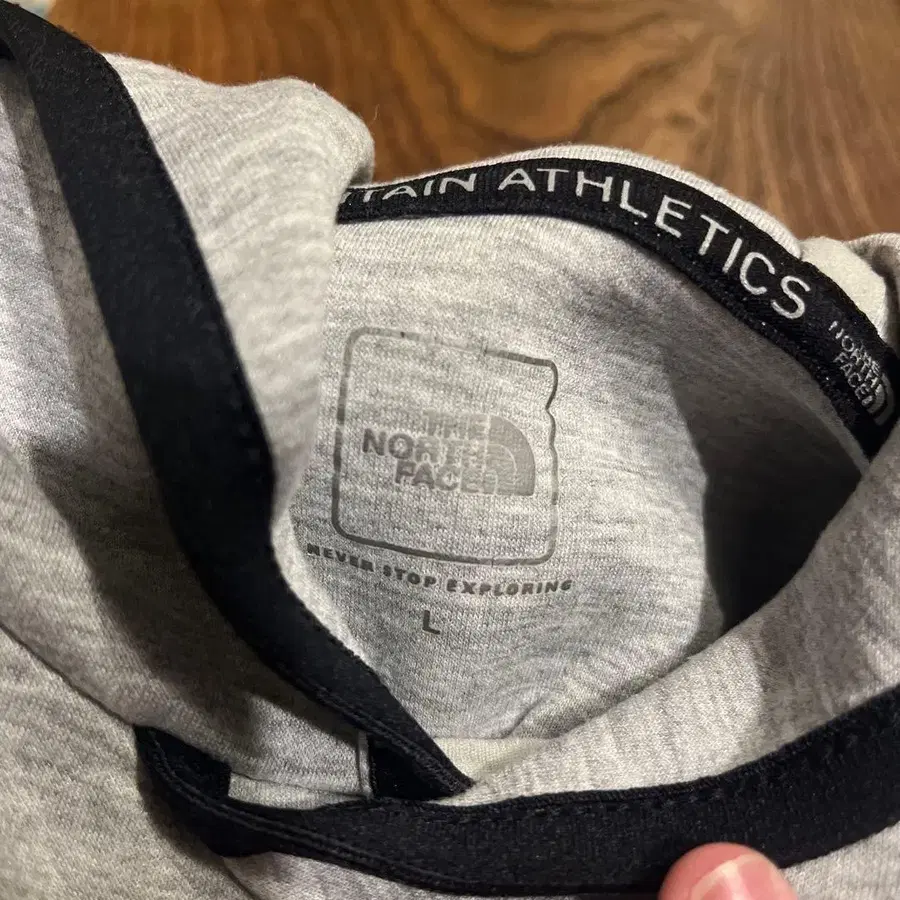 TAIN ATHLETICS
THE
NORTH
FACE
THE
NORTH
FACE
NEVER STOP EXPLORING
L